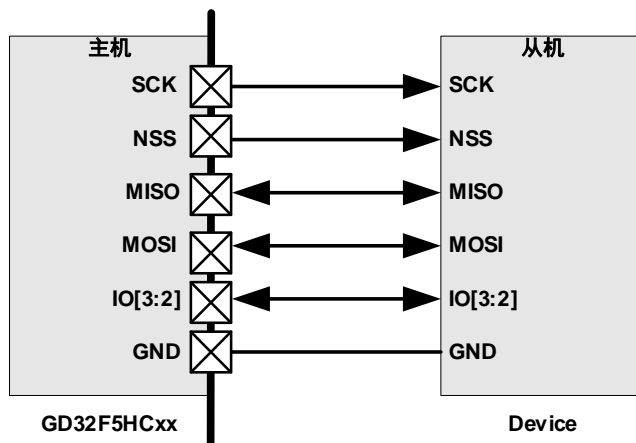 主机
从机
SCK
SCK
NSS
NSS
MISO
MISO
MOSI
MOSI
IO[3:2]
IO[3:2]
GND
GND
GD32F5HCxx
Device